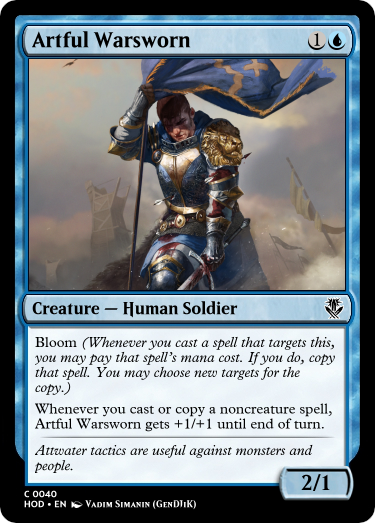 Artful Warsworn 1
Creature — Human Soldier
Bloom (Whenever you cast a spell that targets this,
you may pay that spell's mana cost. If you do, copy
that spell. You may choose new targets for the
copy.)
Whenever you cast or copy a noncreature spell,
Artful Warsworn gets +1/+1 until end of turn.
Attwater tactics are useful against monsters and
people.
2/1
C 0040
HOD • EN Vadim Simanin (GenDJiK)